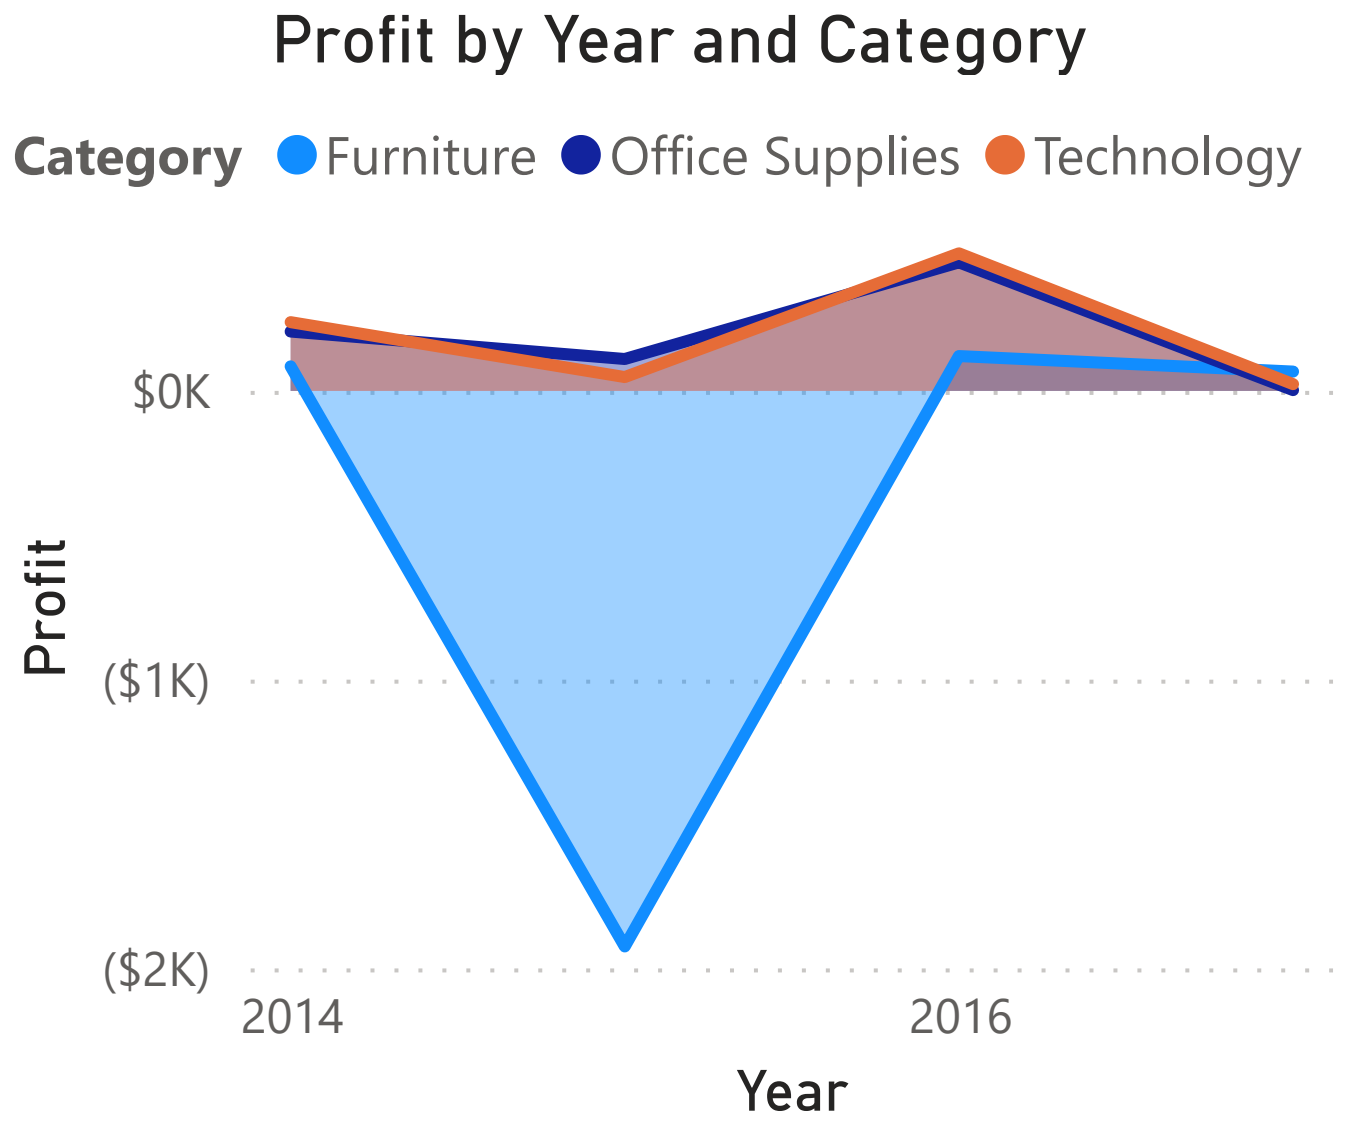 Profit by Year and Category
Category Furniture Office Supplies Technology
$0K
($1K)
($2K)
Profit
2014 2016
Year